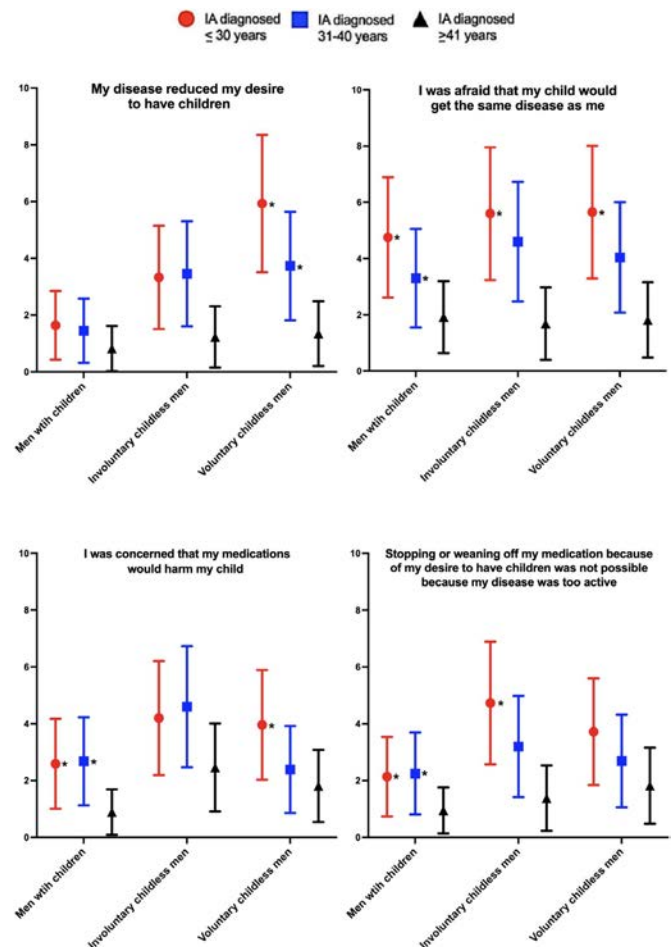 IA diagnosed
≤ 30 years
IA diagnosed
31-40 years
IA diagnosed
≥41 years
My disease reduced my desire
to have children
10
8
6
4
2
0
*
*
Men wtih children
Involuntary childless men
Voluntary childless men
I was afraid that my child would
get the same disease as me
10
8
6
4
2
0
*
*
*
*
Men wtih children
Involuntary childless men
Voluntary childless men
I was concerned that my medications
would harm my child
10
8
6
4
2
0
*
*
*
Men wtih children
Involuntary childless men
Voluntary childless men
Stopping or weaning off my medication because
of my desire to have children was not possible
because my disease was too active
10
8
6
4
2
0
*
*
*
Men wtih children
Involuntary childless men
Voluntary childless men